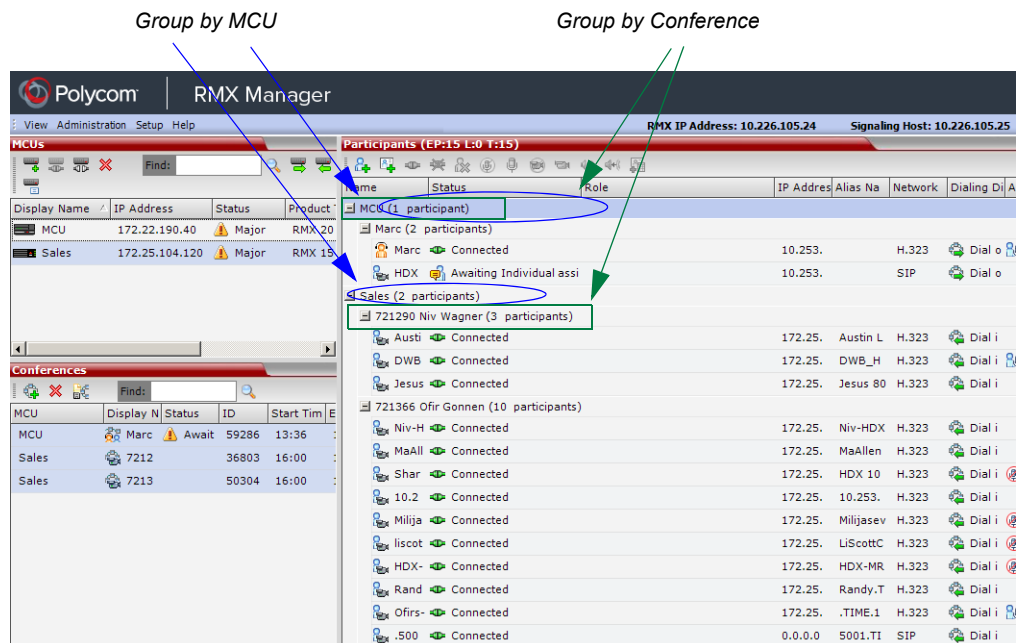 Group by MCU Group by Conference
Polycom RMX Manager
View Administration Setup Help RMX IP Address: 10.226.105.24 Signaling Host: 10.226.105.25
MCUs
Find:
Display Name IP Address Status Product
MCU 172.22.190.40 Major RMX 20
Sales 172.25.104.120 Major RMX 15
Conferences
Find:
MCU Display N Status ID Start Tim E
MCU Marc Await 59286 13:36
Sales 7212 36803 16:00
Sales 7213 50304 16:00
Participants (EP:15 L:0 T:15)
Name Status Role IP Addres Alias Na Network Dialing Di A
MCU (1 participant)
Marc (2 participants)
Marc Connected 10.253. H.323 Dial o
HDX Awaiting Individual assi 10.253. SIP Dial o
Sales (2 participants)
721290 Niv Wagner (3 participants)
Austi Connected 172.25. Austin L H.323 Dial i
DWB Connected 172.25. DWB_H H.323 Dial i
Jesus Connected 172.25. Jesus 80 H.323 Dial i
721366 Ofir Gonnen (10 participants)
Niv-H Connected 172.25. Niv-HDX H.323 Dial i
MaAll Connected 172.25. MaAllen H.323 Dial i
Shar Connected 172.25. HDX 10 H.323 Dial i
10.2 Connected 172.25. 10.253. H.323 Dial i
Milija Connected 172.25. Milijasev H.323 Dial i
liscot Connected 172.25. LiScottC H.323 Dial i
HDX- Connected 172.25. HDX-MR H.323 Dial i
Rand Connected 172.25. Randy.T H.323 Dial i
Ofirs- Connected 172.25. .TIME.1 H.323 Dial i
.500 Connected 0.0.0.0 5001.TI SIP Dial i